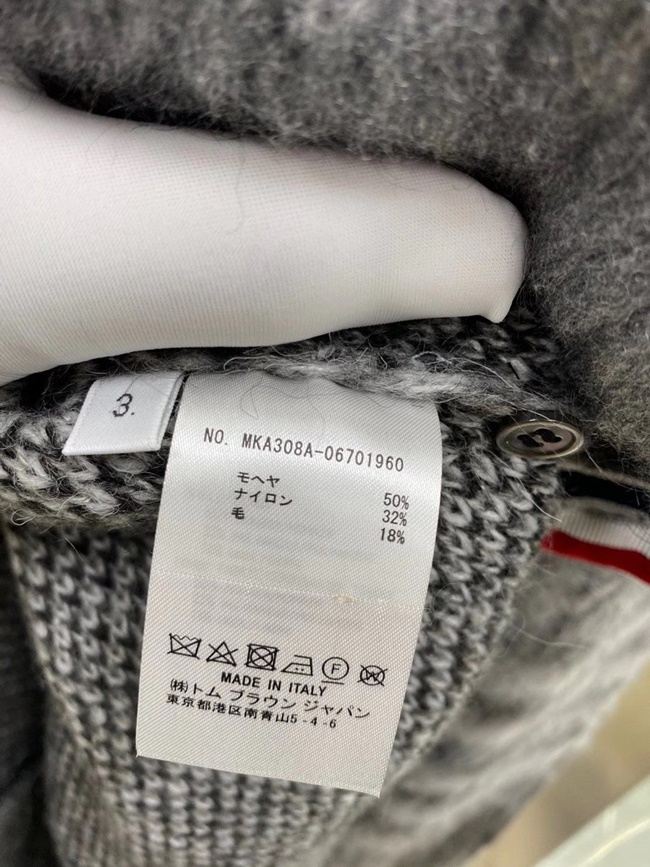 3.
NO. MKA308A-06701960
モヘヤ 50%
ナイロン 32%
毛 18%
F
W
MADE IN ITALY
㈱トム ブラウン ジャパン
東京都港区南青山5-4-6